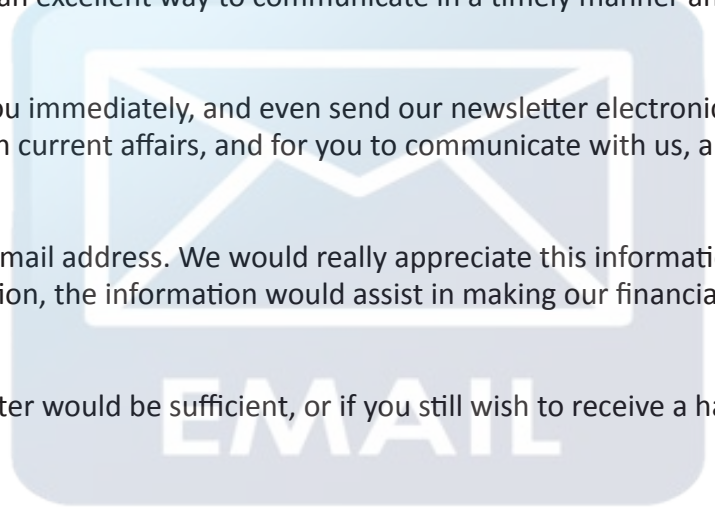 an excellent way to communicate in a timely manner an
ou immediately, and even send our newsletter electronic
n current affairs, and for you to communicate with us, a
mail address. We would really appreciate this informati
tion, the information would assist in making our financia
ter would be sufficient, or if you still wish to receive a ha
EMAIL